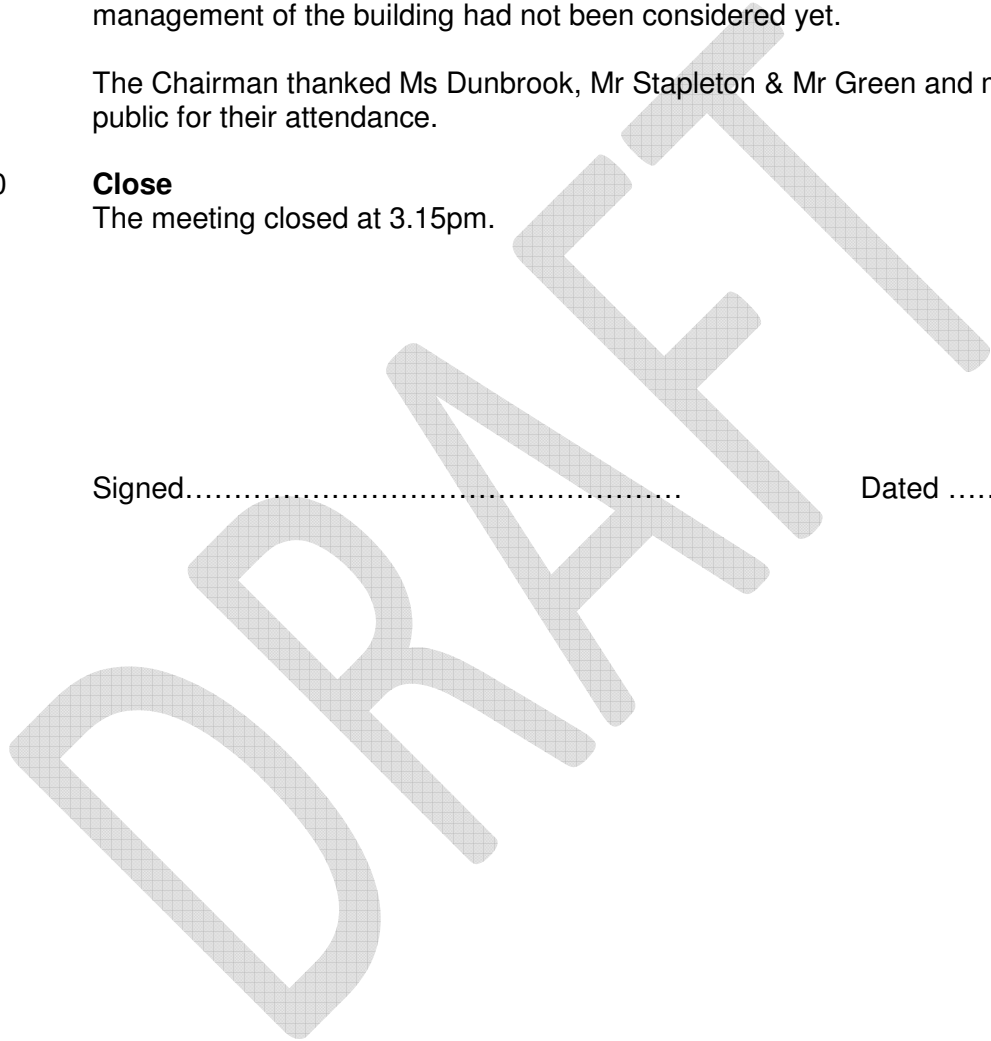 management of the building had not been considered yet.
The Chairman thanked Ms Dunbrook, Mr Stapleton & Mr Green and
public for their attendance.
0 Close
The meeting closed at 3.15pm.
Signed……………………………………………… Dated ……
DRAFT